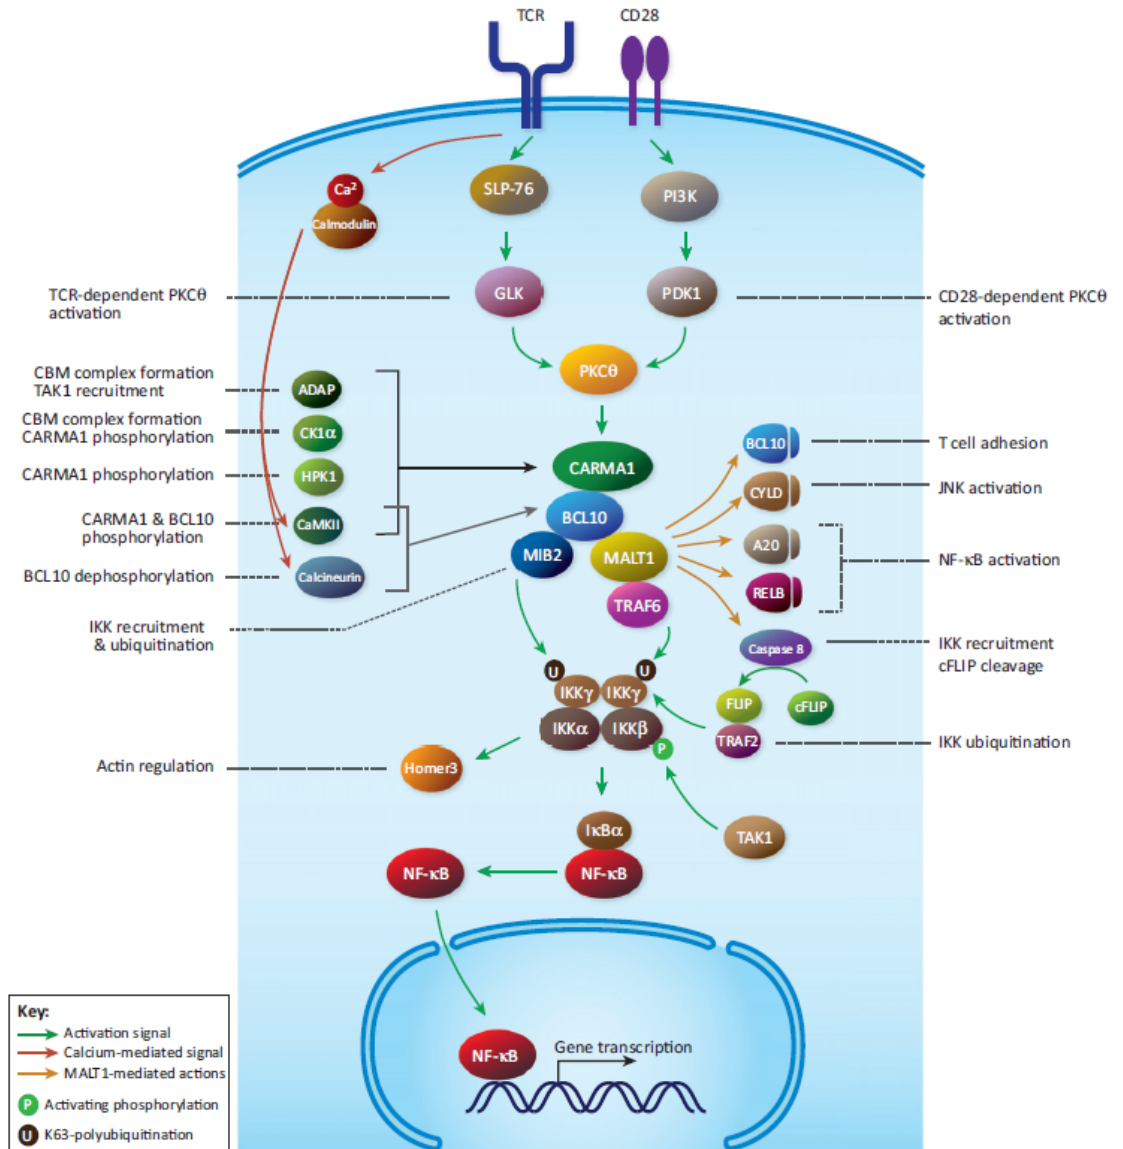 TCR
CD28
SLP-76
PI3K
Ca²
Calmodulin
TCR-dependent PKCθ
activation
GLK
PDK1
CD28-dependent PKCθ
activation
PKCθ
CBM complex formation
TAK1 recruitment
ADAP
CBM complex formation
CARMA1 phosphorylation
CK1α
CARMA1 phosphorylation
HPK1
CARMA1 & BCL10
phosphorylation
CaMKII
BCL10 dephosphorylation
Calcineurin
IKK recruitment
& ubiquitination
CARMA1
BCL10
MIB2
MALT1
TRAF6
BCL10
T cell adhesion
CYLD
JNK activation
A20
NF-κB activation
RELB
Caspase 8
IKK recruitment
cFLIP cleavage
U
U
IKKγ
IKKγ
IKKα
IKKβ
P
FLIP
cFLIP
TRAF2
IKK ubiquitination
Actin regulation
Homer3
TAK1
IκBα
NF-κB
NF-κB
NF-κB
Gene transcription
Key:
Activation signal
Calcium-mediated signal
MALT1-mediated actions
P Activating phosphorylation
U K63-polyubiquitination